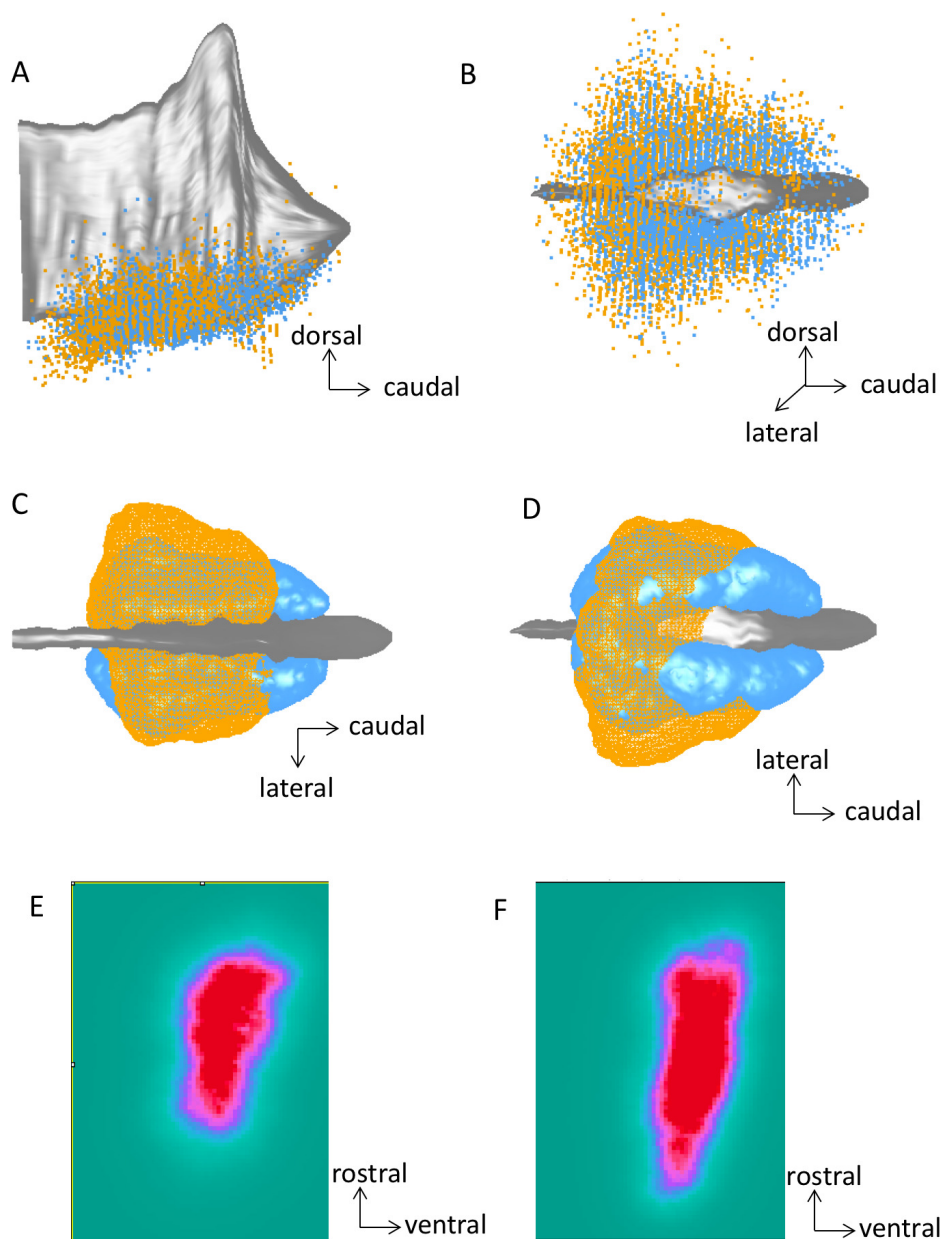 A
B
dorsal
caudal
dorsal
caudal
lateral
C
D
caudal
lateral
lateral
caudal
E
F
rostral
ventral
rostral
ventral